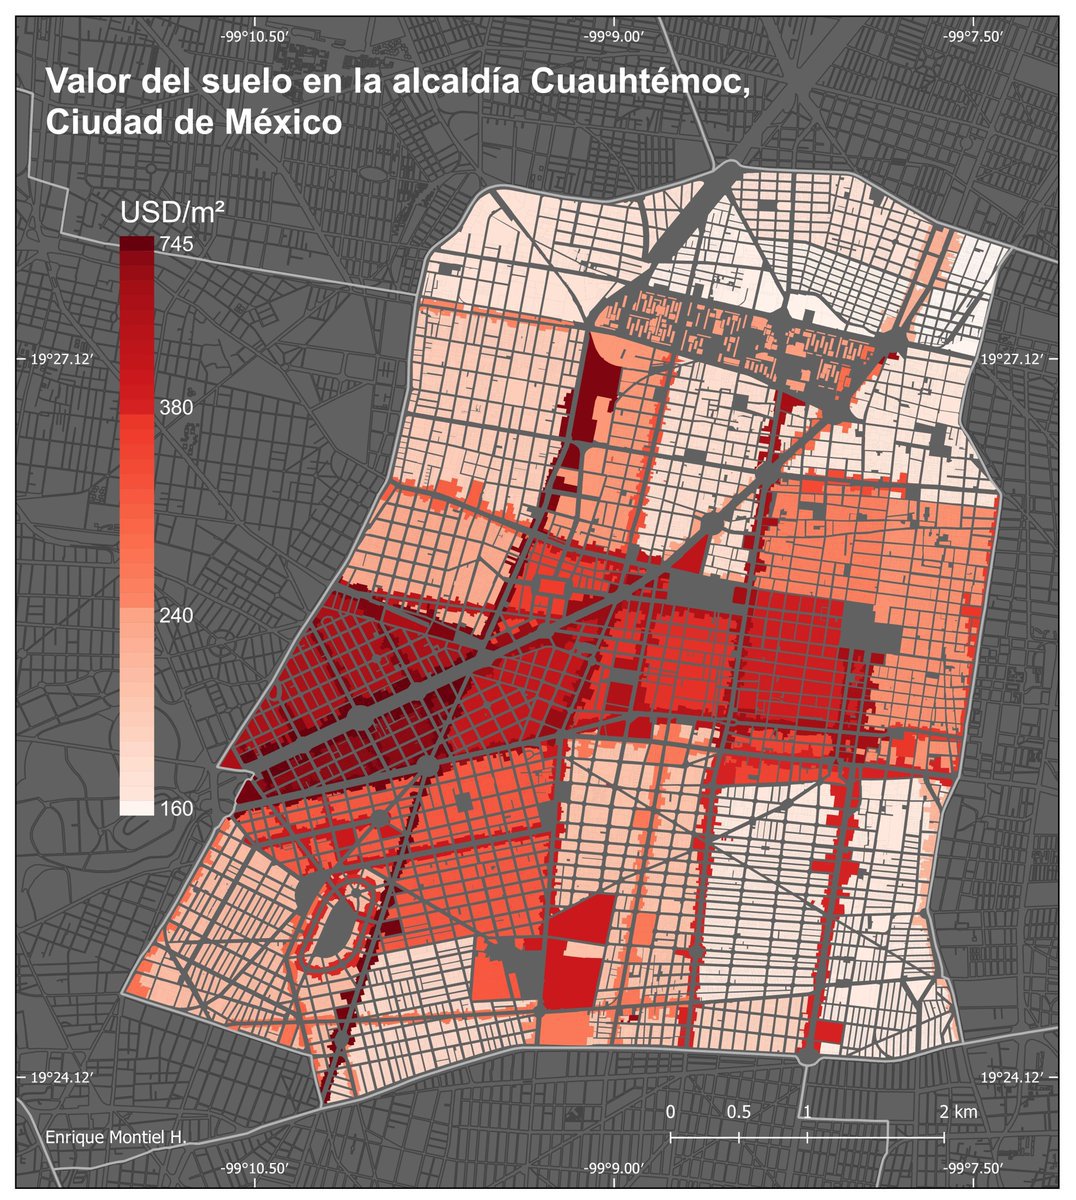 -99°10.50′ -99°9.00′ -99°7.50′
Valor del suelo en la alcaldía Cuauhtémoc,
Ciudad de México
USD/m²
745
19°27.12′ 19°27.12′
380
240
160
19°24.12′ 19°24.12′
0 0.5 1 2 km
Enrique Montiel H.
-99°10.50′ -99°9.00′ -99°7.50′